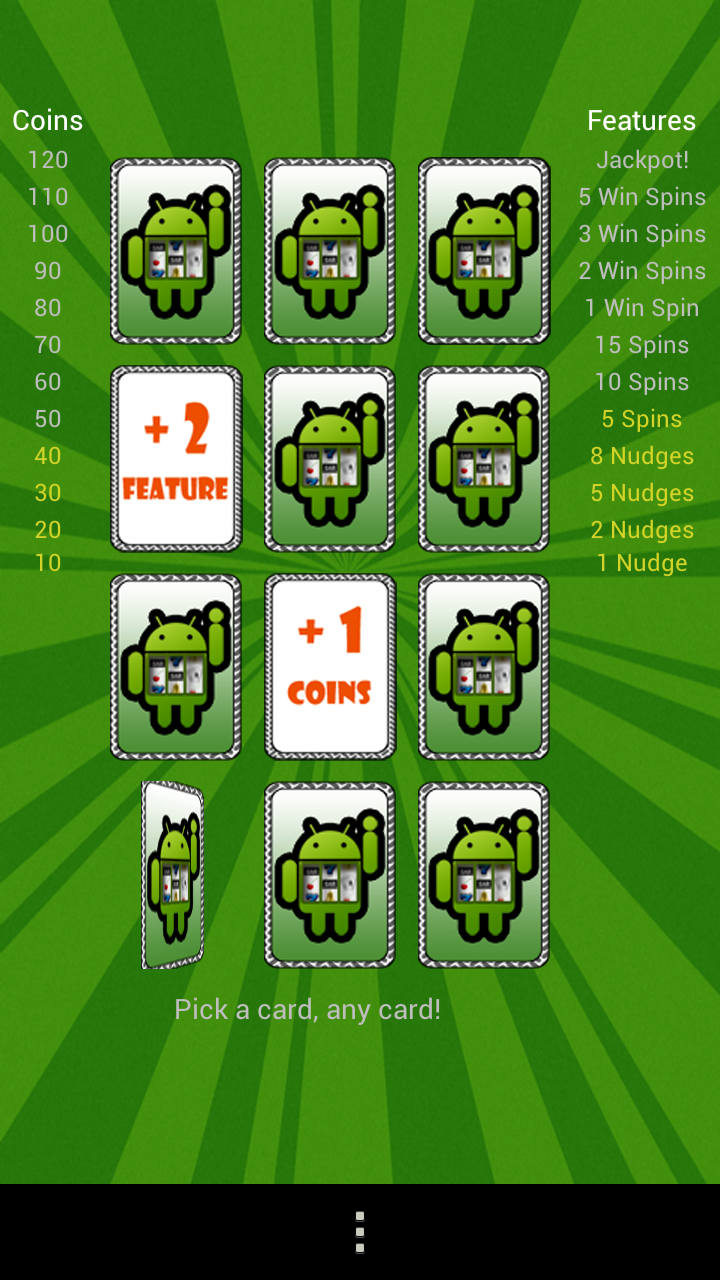 Coins
120
110
100
90
80
70
60
50
40
30
20
10
Features
Jackpot!
5 Win Spins
3 Win Spins
2 Win Spins
1 Win Spin
15 Spins
10 Spins
5 Spins
8 Nudges
5 Nudges
2 Nudges
1 Nudge
+ 2
FEATURE
+ 1
COINS
Pick a card, any card!